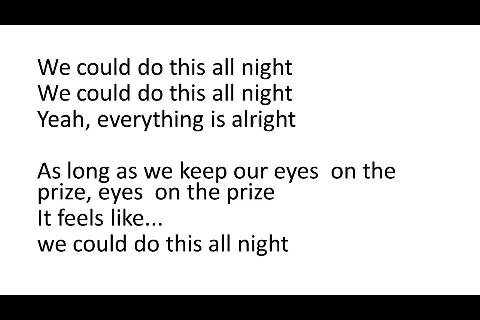 We could do this all night
We could do this all night
Yeah, everything is alright
As long as we keep our eyes  on the
prize, eyes  on the prize
It feels like...
we could do this all night